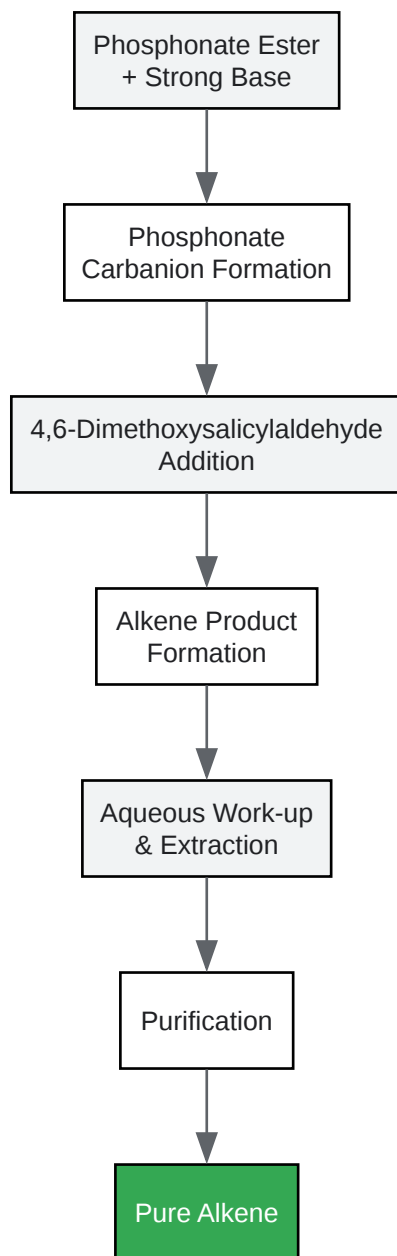 Phosphonate Ester
+ Strong Base
Phosphonate
Carbanion Formation
4,6-Dimethoxysalicylaldehyde
Addition
Alkene Product
Formation
Aqueous Work-up
& Extraction
Purification
Pure Alkene